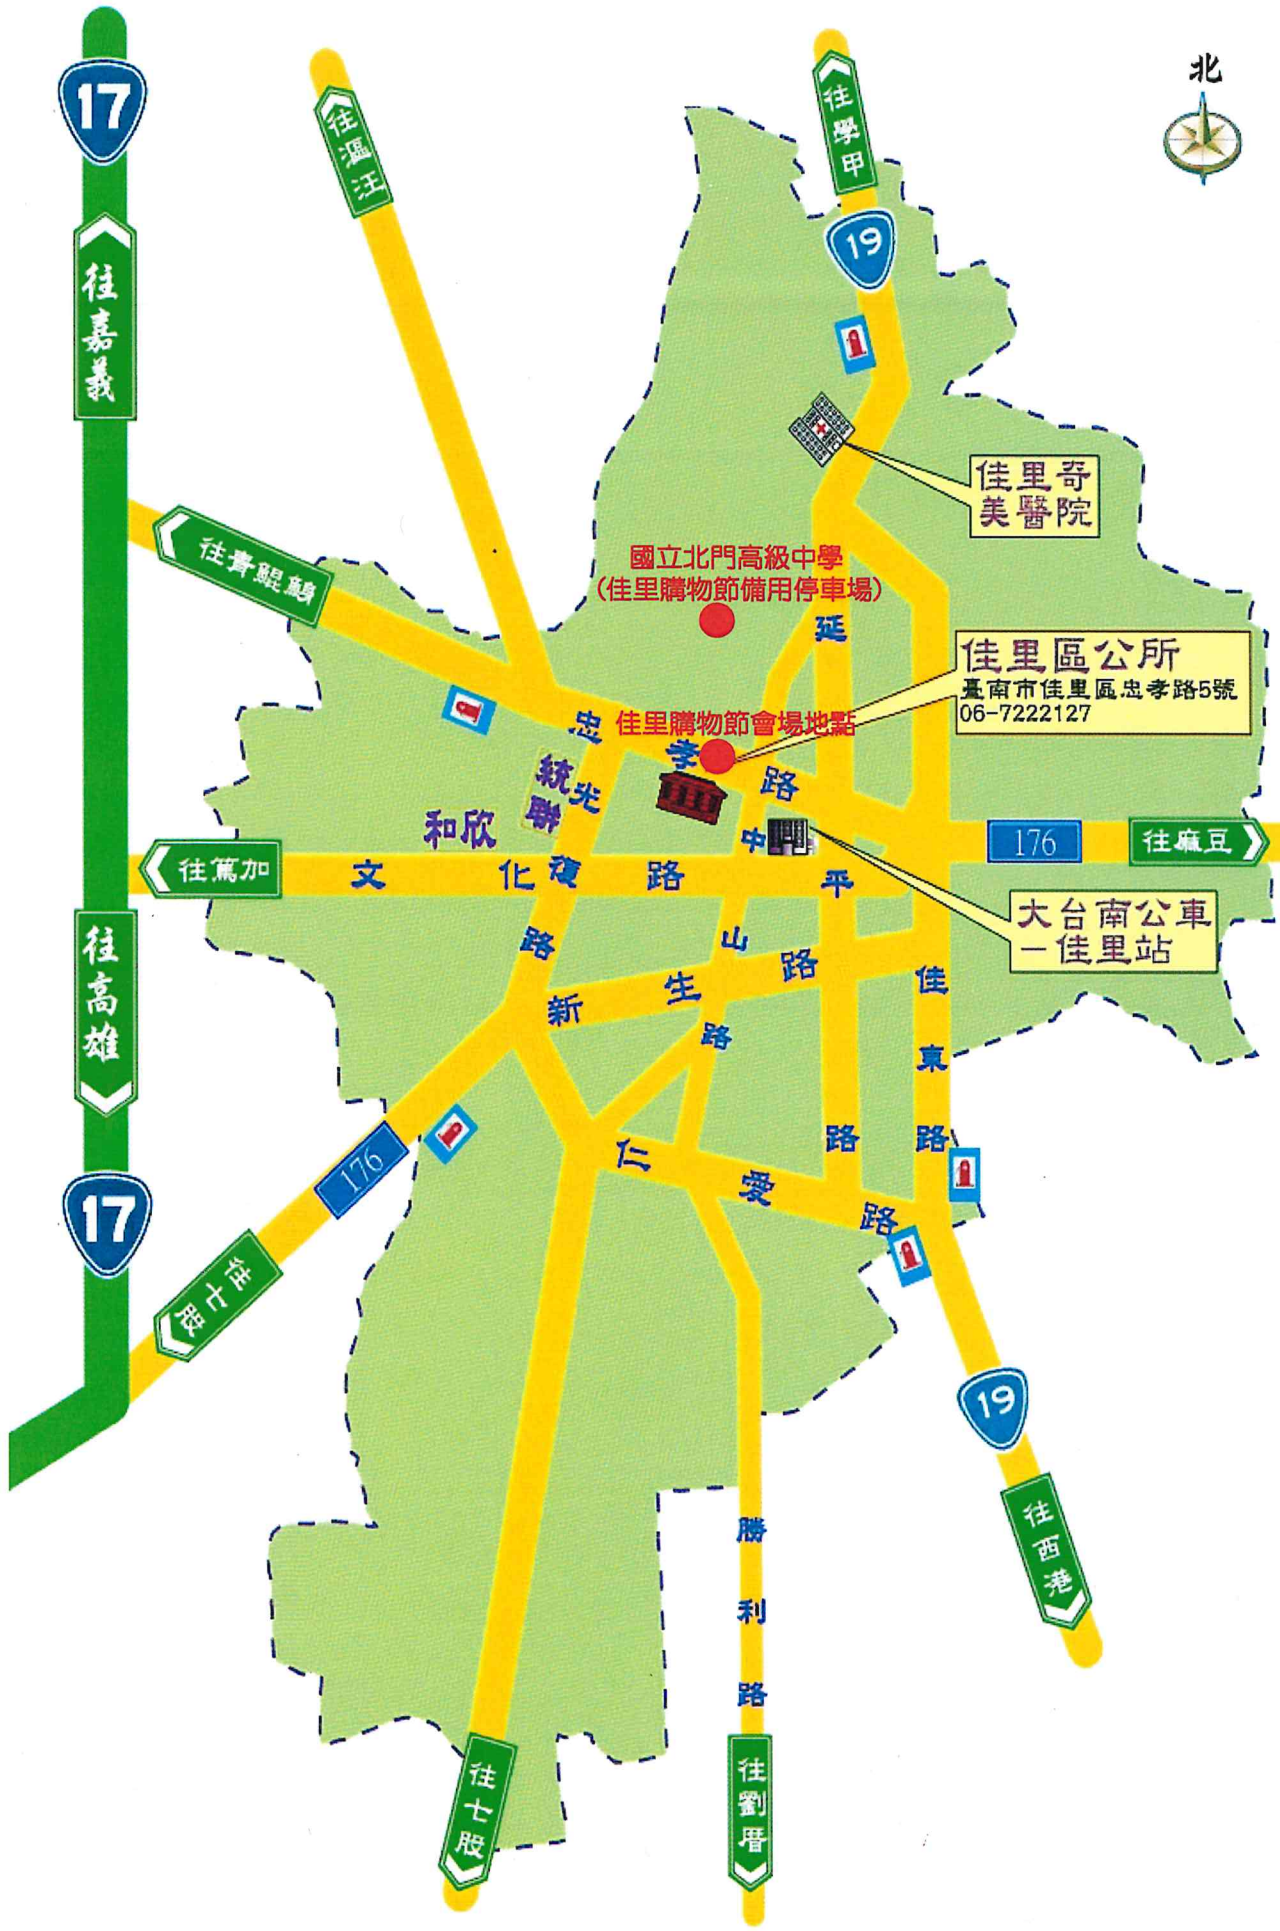 北
17
往漚汪
往學甲
19
往嘉義
佳里奇
美醫院
往青鯤鯓
國立北門高級中學
(佳里購物節備用停車場)
延
佳里區公所
臺南市佳里區忠孝路5號
06-7222127
佳里購物節會場地點
忠
孝
路
統
聯
光
和欣
中
176
往麻豆
往篤加
文
化
復
路
平
大台南公車
－佳里站
往高雄
路
山
路
新
生
佳
路
東
路
路
176
仁
愛
路
17
往七股
19
往西港
勝
利
路
往七股
往劉厝